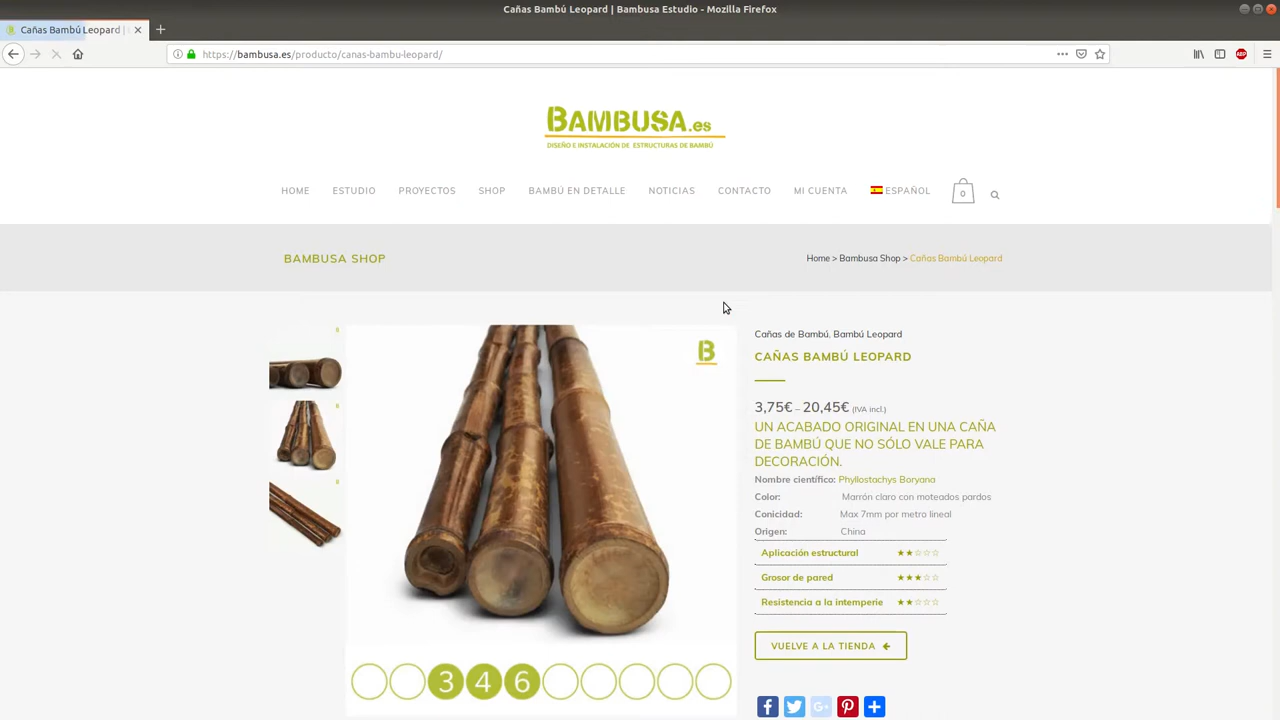 Cañas Bambú Leopard | Bambusa Estudio - Mozilla Firefox
Cañas Bambú Leopard |
https://bambusa.es/producto/canas-bambu-leopard/
ABP
BAMBUSA.es
DISEÑO E INSTALACIÓN DE ESTRUCTURAS DE BAMBÚ
HOME ESTUDIO PROYECTOS SHOP BAMBÚ EN DETALLE NOTICIAS CONTACTO MI CUENTA ESPAÑOL 0
BAMBUSA SHOP
Home > Bambusa Shop > Cañas Bambú Leopard
B
Cañas de Bambú, Bambú Leopard
CAÑAS BAMBÚ LEOPARD
3,75€ – 20,45€ (IVA incl.)
UN ACABADO ORIGINAL EN UNA CAÑA
DE BAMBÚ QUE NO SÓLO VALE PARA
DECORACIÓN.
Nombre científico: Phyllostachys Boryana
Color: Marrón claro con moteados pardos
Conicidad: Max 7mm por metro lineal
Origen: China
Aplicación estructural ★★☆☆☆
Grosor de pared ★★★☆☆
Resistencia a la intemperie ★★☆☆☆
VUELVE A LA TIENDA
3 4 6